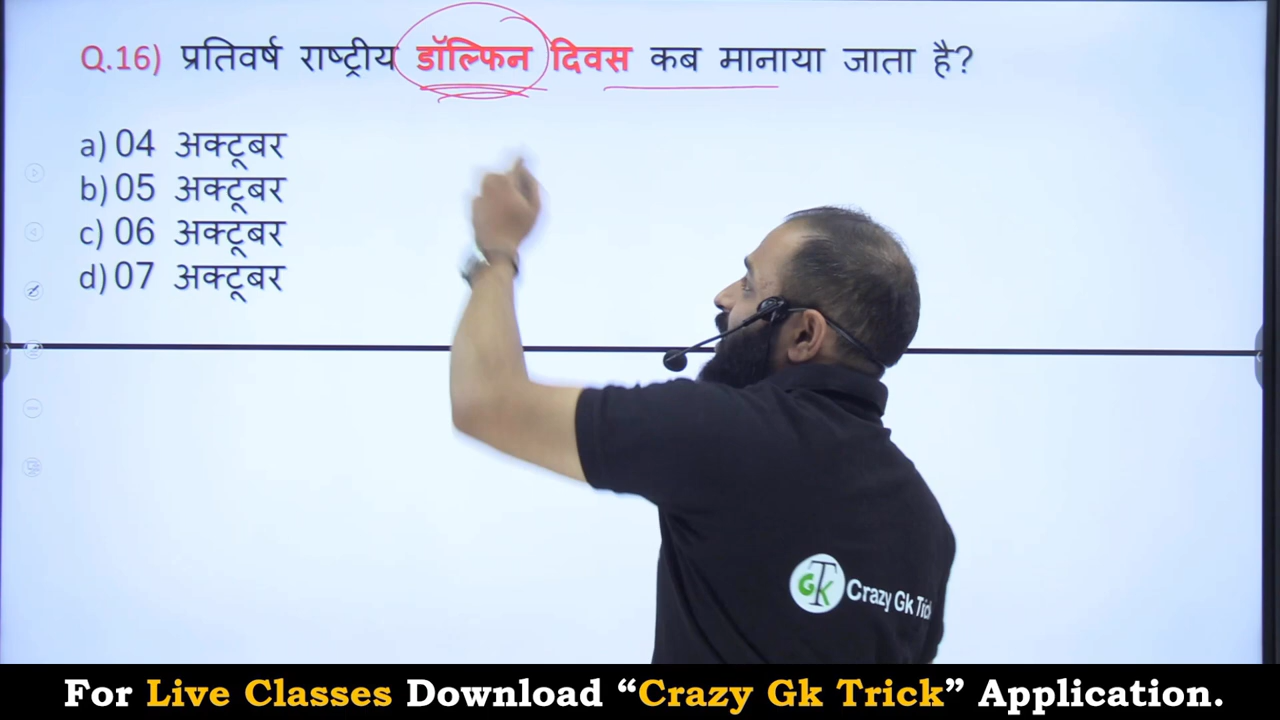 Q.16) प्रतिवर्ष राष्ट्रीय डॉल्फिन दिवस कब मानाया जाता है?
a) 04 अक्टूबर
b) 05 अक्टूबर
c) 06 अक्टूबर
d) 07 अक्टूबर
GTK Crazy Gk Trick
For Live Classes Download “Crazy Gk Trick” Application.